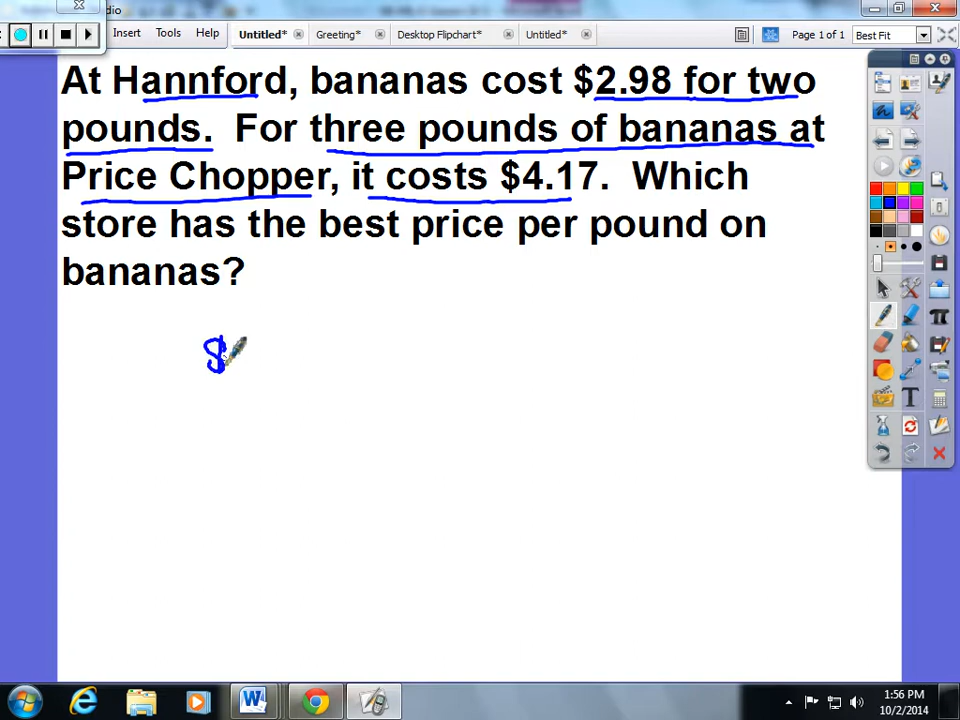 dio
Insert Tools Help Untitled* Greeting* Desktop Flipchart* Untitled* Page 1 of 1 Best Fit
At Hannford, bananas cost $2.98 for two
pounds. For three pounds of bananas at
Price Chopper, it costs $4.17. Which
store has the best price per pound on
bananas?
$
1:56 PM
10/2/2014